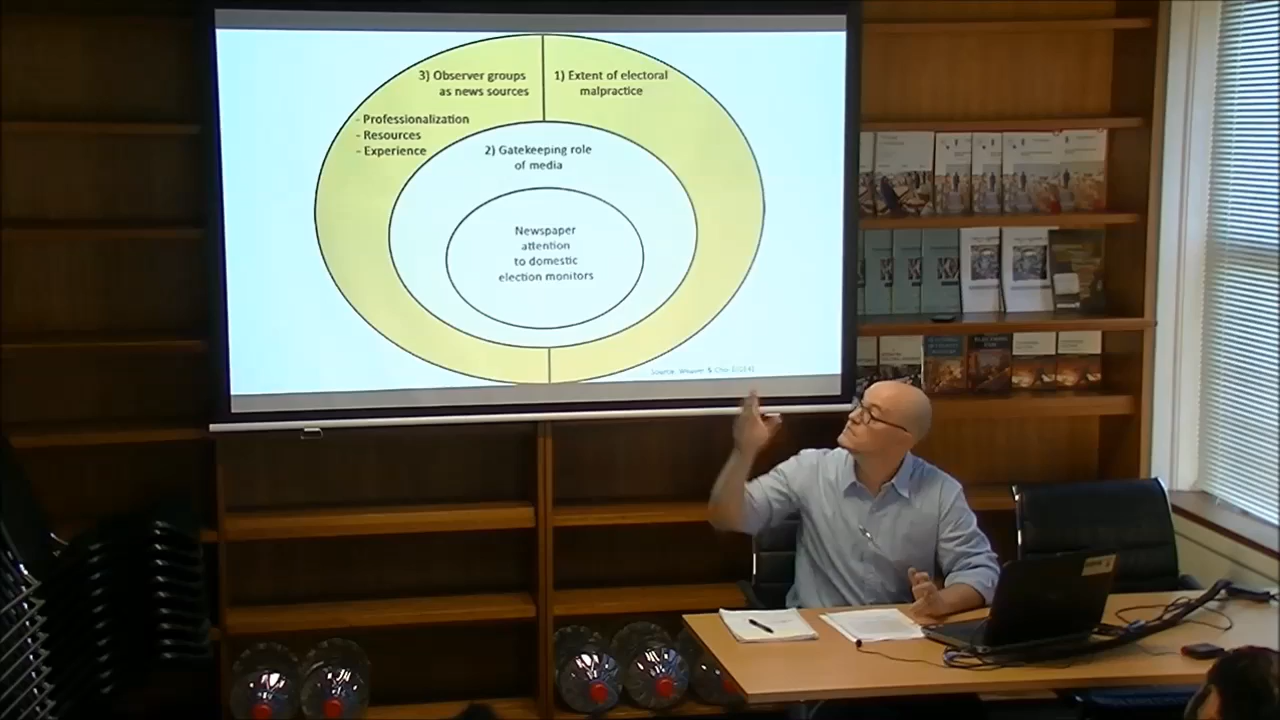 3) Observer groups
as news sources
- Professionalization
- Resources
- Experience
1) Extent of electoral
malpractice
2) Gatekeeping role
of media
Newspaper
attention
to domestic
election monitors